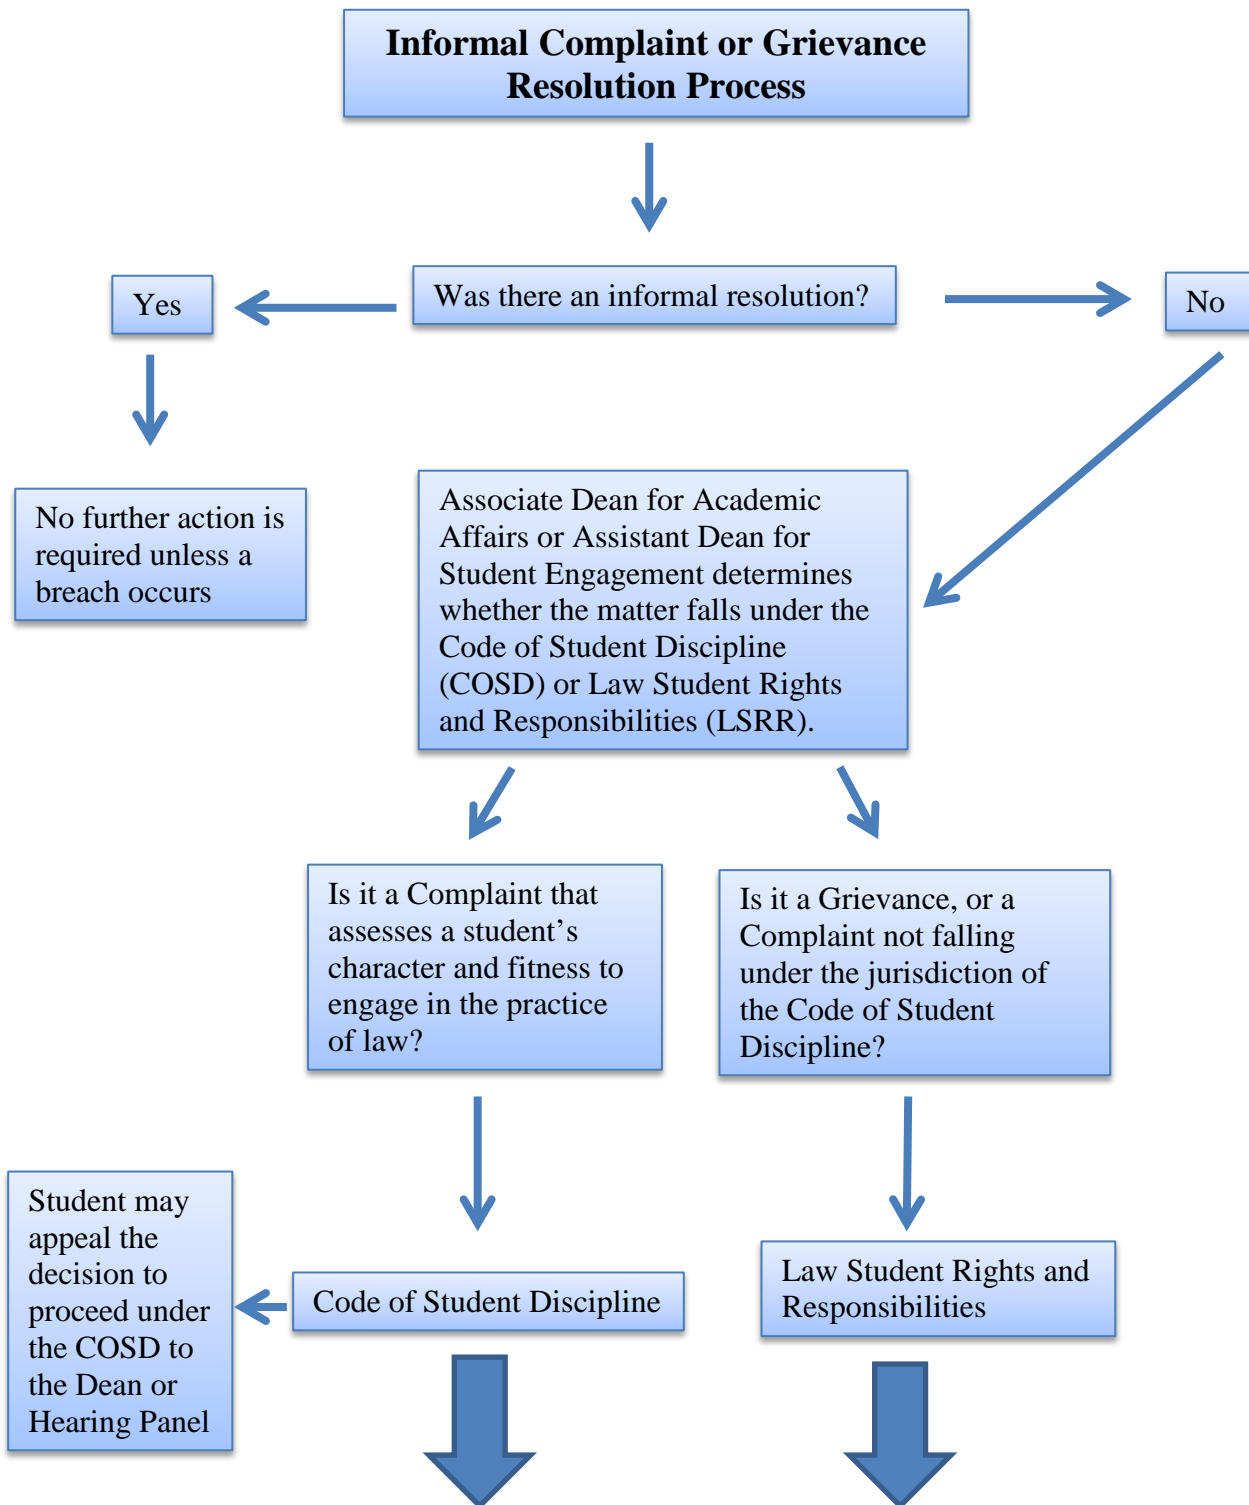 Informal Complaint or Grievance
Resolution Process
Was there an informal resolution?
Yes
No
No further action is
required unless a
breach occurs
Associate Dean for Academic
Affairs or Assistant Dean for
Student Engagement determines
whether the matter falls under the
Code of Student Discipline
(COSD) or Law Student Rights
and Responsibilities (LSRR).
Is it a Complaint that
assesses a student’s
character and fitness to
engage in the practice
of law?
Is it a Grievance, or a
Complaint not falling
under the jurisdiction of
the Code of Student
Discipline?
Student may
appeal the
decision to
proceed under
the COSD to
the Dean or
Hearing Panel
Code of Student Discipline
Law Student Rights and
Responsibilities